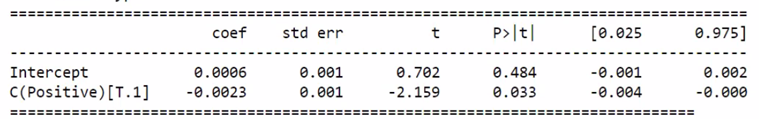 coef std err t P>|t| [0.025 0.975]
Intercept 0.0006 0.001 0.702 0.484 -0.001 0.002
C(Positive)[T.1] -0.0023 0.001 -2.159 0.033 -0.004 -0.000